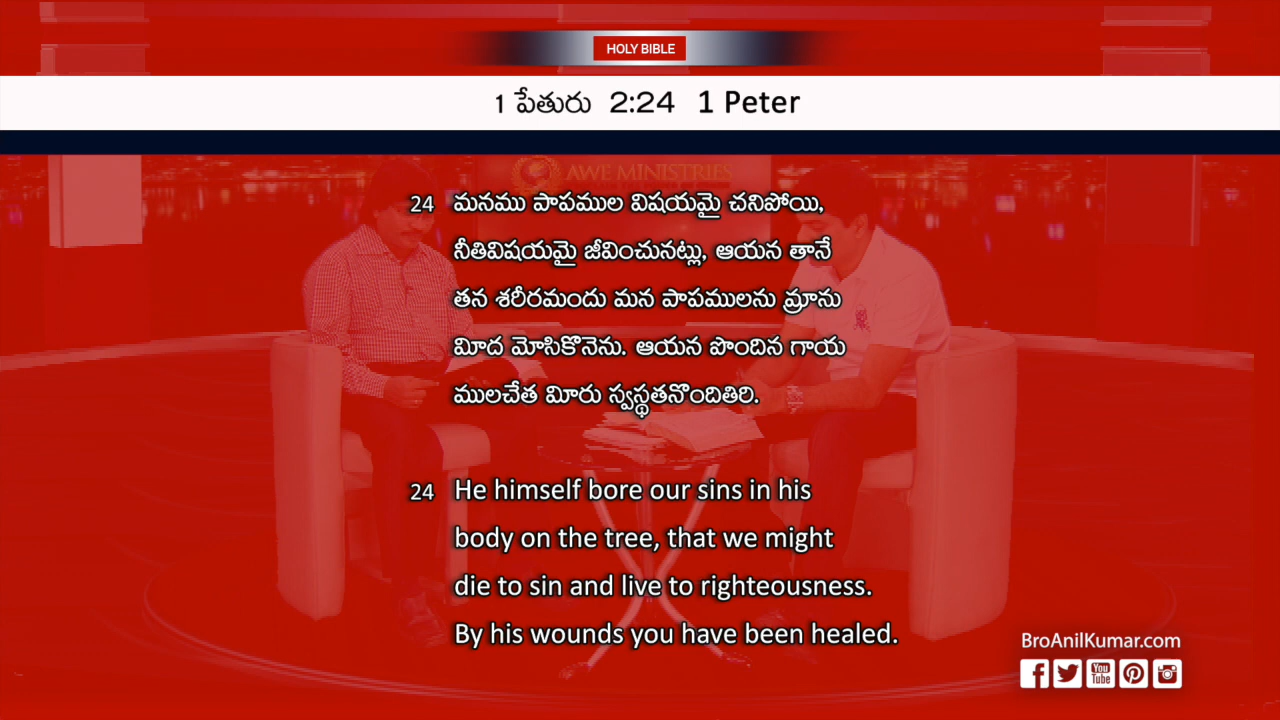 HOLY BIBLE
1 పేతురు 2:24 1 Peter
AWE MINISTRIES
24 మనము పాపముల విషయమై చనిపోయి,
నీతివిషయమై జీవించునట్లు, ఆయన తానే
తన శరీరమందు మన పాపములను మ్రాను
మీద మోసికొనెను. ఆయన పొందిన గాయ
ములచేత మీరు స్వస్థతనొందితిరి.
24 He himself bore our sins in his
body on the tree, that we might
die to sin and live to righteousness.
By his wounds you have been healed.
BroAnilKumar.com
You Tube